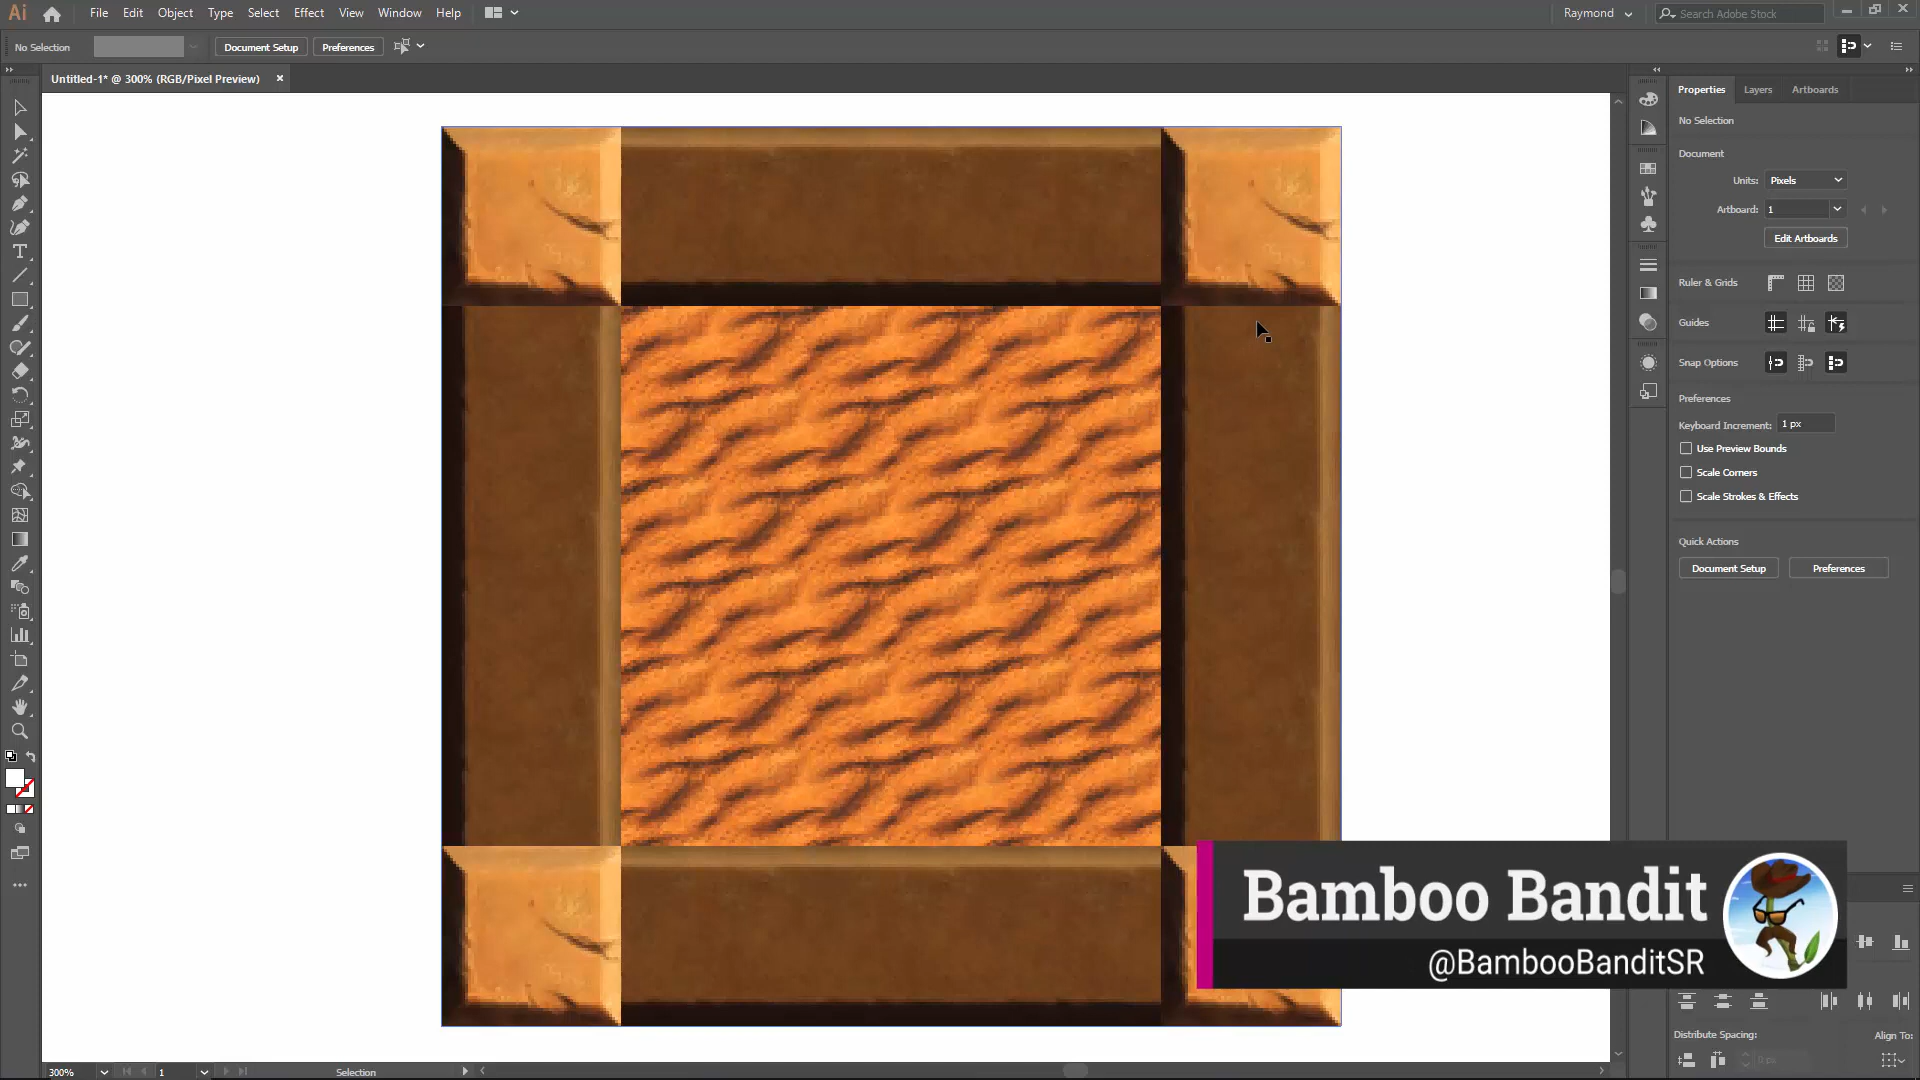 Ai File Edit Object Type Select Effect View Window Help Raymond Search Adobe Stock
No Selection Document Setup Preferences
Untitled-1* @ 300% (RGB/Pixel Preview) ×
Properties Layers Artboards
No Selection
Document
Units: Pixels
Artboard: 1
Edit Artboards
Ruler & Grids
Guides
Snap Options
Preferences
Keyboard Increment: 1 px
Use Preview Bounds
Scale Corners
Scale Strokes & Effects
Quick Actions
Document Setup Preferences
Bamboo Bandit
@BambooBanditSR
Distribute Spacing: Align To:
0 px
300% 1 Selection